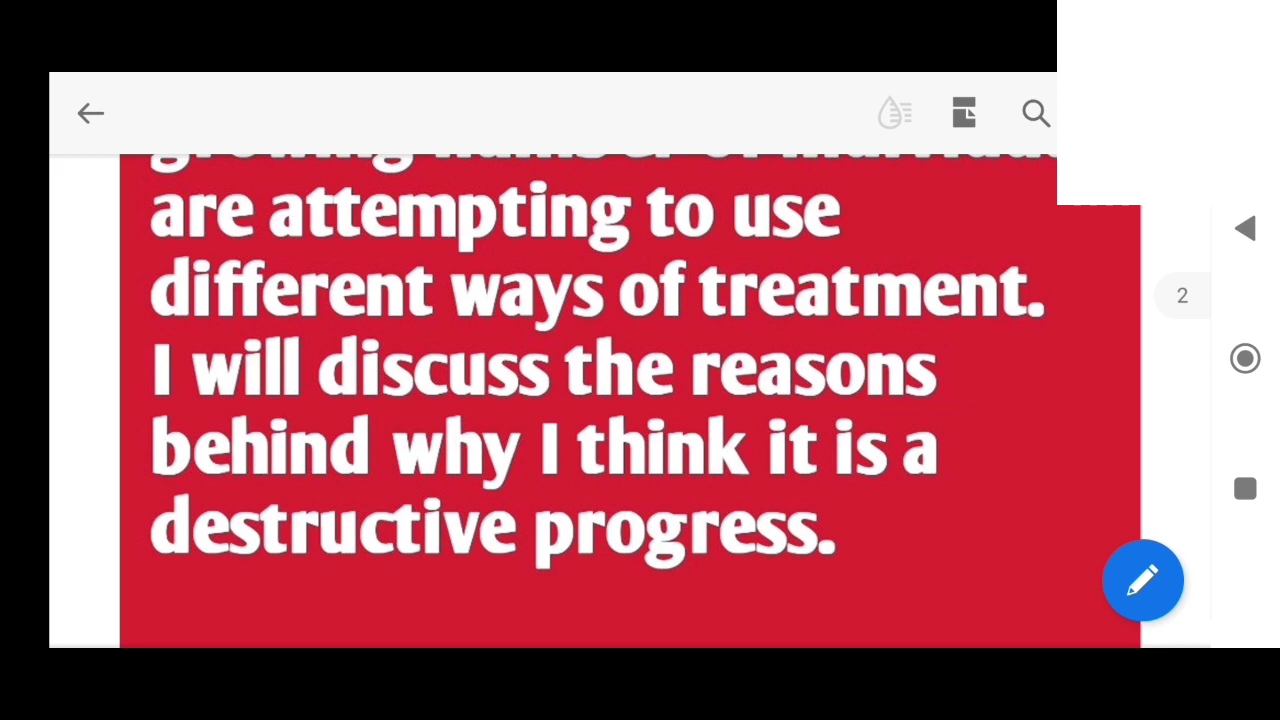 are attempting to use
different ways of treatment.
I will discuss the reasons
behind why I think it is a
destructive progress.
2